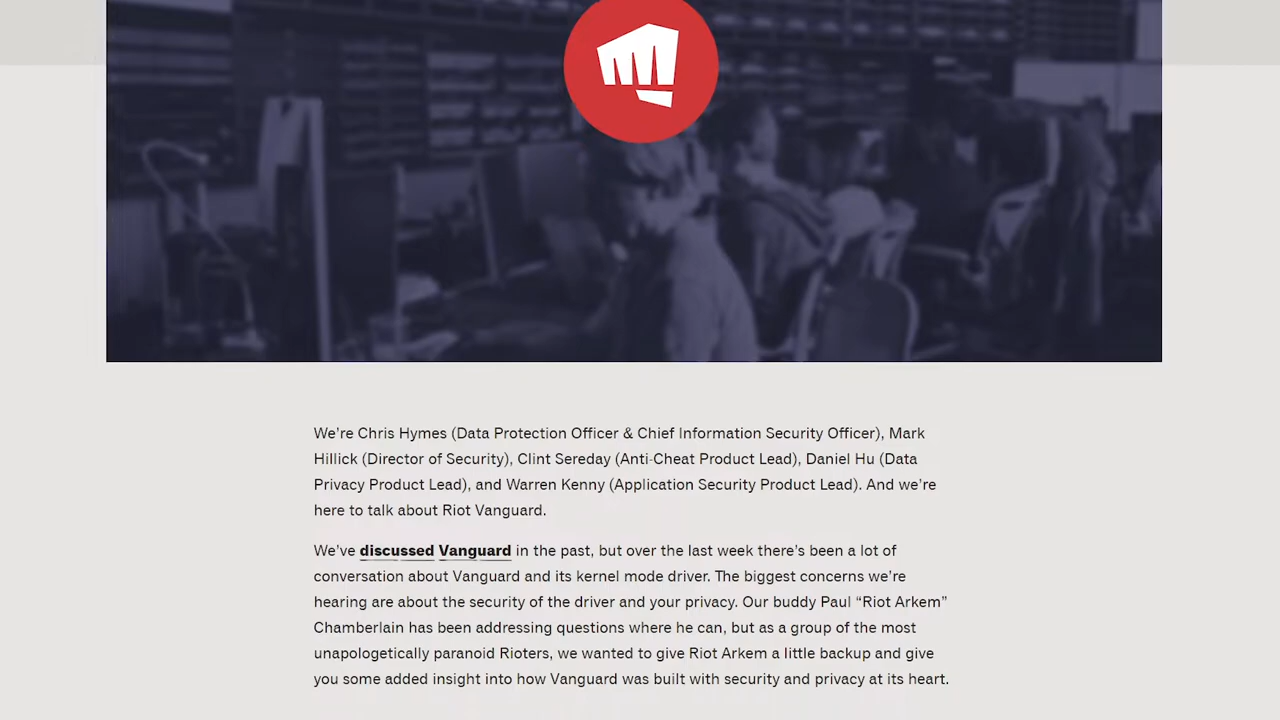 We're Chris Hymes (Data Protection Officer & Chief Information Security Officer), Mark
Hillick (Director of Security), Clint Sereday (Anti-Cheat Product Lead), Daniel Hu (Data
Privacy Product Lead), and Warren Kenny (Application Security Product Lead). And we're
here to talk about Riot Vanguard.
We've discussed Vanguard in the past, but over the last week there's been a lot of
conversation about Vanguard and its kernel mode driver. The biggest concerns we're
hearing are about the security of the driver and your privacy. Our buddy Paul “Riot Arkem”
Chamberlain has been addressing questions where he can, but as a group of the most
unapologetically paranoid Rioters, we wanted to give Riot Arkem a little backup and give
you some added insight into how Vanguard was built with security and privacy at its heart.